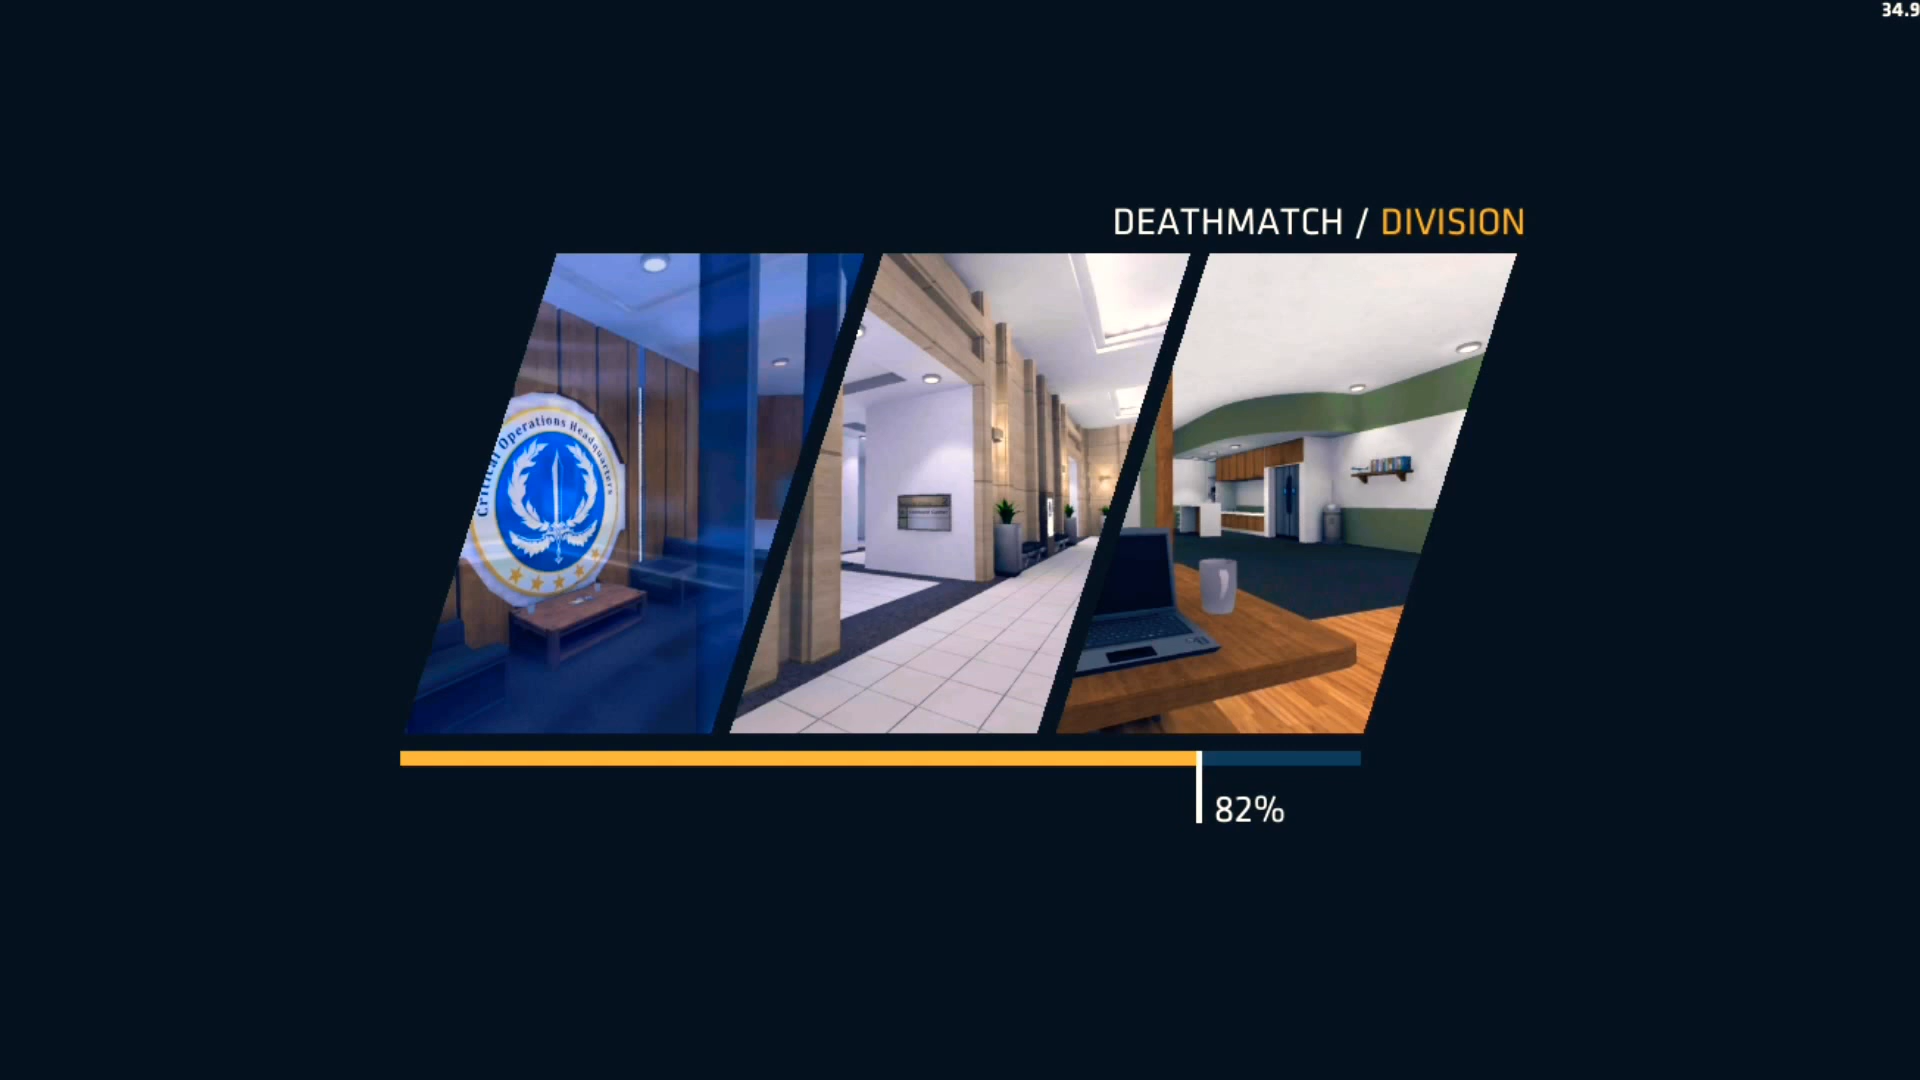 34.9
DEATHMATCH / DIVISION
Critical Operations Headquarters
82%